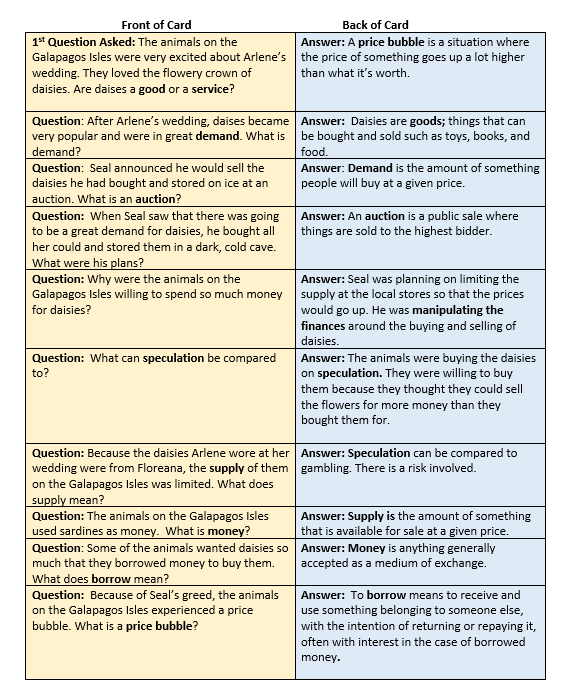 Front of Card
Back of Card
1st Question Asked: The animals on the
Galapagos Isles were very excited about Arlene's
wedding. They loved the flowery crown of
daisies. Are daises a good or a service?
Answer: A price bubble is a situation where
the price of something goes up a lot higher
than what it's worth.
Question: After Arlene's wedding, daises became
very popular and were in great demand. What is
demand?
Answer: Daisies are goods; things that can
be bought and sold such as toys, books, and
food.
Question: Seal announced he would sell the
daisies he had bought and stored on ice at an
auction. What is an auction?
Answer: Demand is the amount of something
people will buy at a given price.
Question: When Seal saw that there was going
to be a great demand for daisies, he bought all
her could and stored them in a dark, cold cave.
What were his plans?
Answer: An auction is a public sale where
things are sold to the highest bidder.
Question: Why were the animals on the
Galapagos Isles willing to spend so much money
for daisies?
Answer: Seal was planning on limiting the
supply at the local stores so that the prices
would go up. He was manipulating the
finances around the buying and selling of
daisies.
Question: What can speculation be compared
to?
Answer: The animals were buying the daisies
on speculation. They were willing to buy
them because they thought they could sell
the flowers for more money than they
bought them for.
Question: Because the daisies Arlene wore at her
wedding were from Floreana, the supply of them
on the Galapagos Isles was limited. What does
supply mean?
Answer: Speculation can be compared to
gambling. There is a risk involved.
Question: The animals on the Galapagos Isles
used sardines as money. What is money?
Answer: Supply is the amount of something
that is available for sale at a given price.
Question: Some of the animals wanted daisies so
much that they borrowed money to buy them.
What does borrow mean?
Answer: Money is anything generally
accepted as a medium of exchange.
Question: Because of Seal's greed, the animals
on the Galapagos Isles experienced a price
bubble. What is a price bubble?
Answer: To borrow means to receive and
use something belonging to someone else,
with the intention of returning or repaying it,
often with interest in the case of borrowed
money.